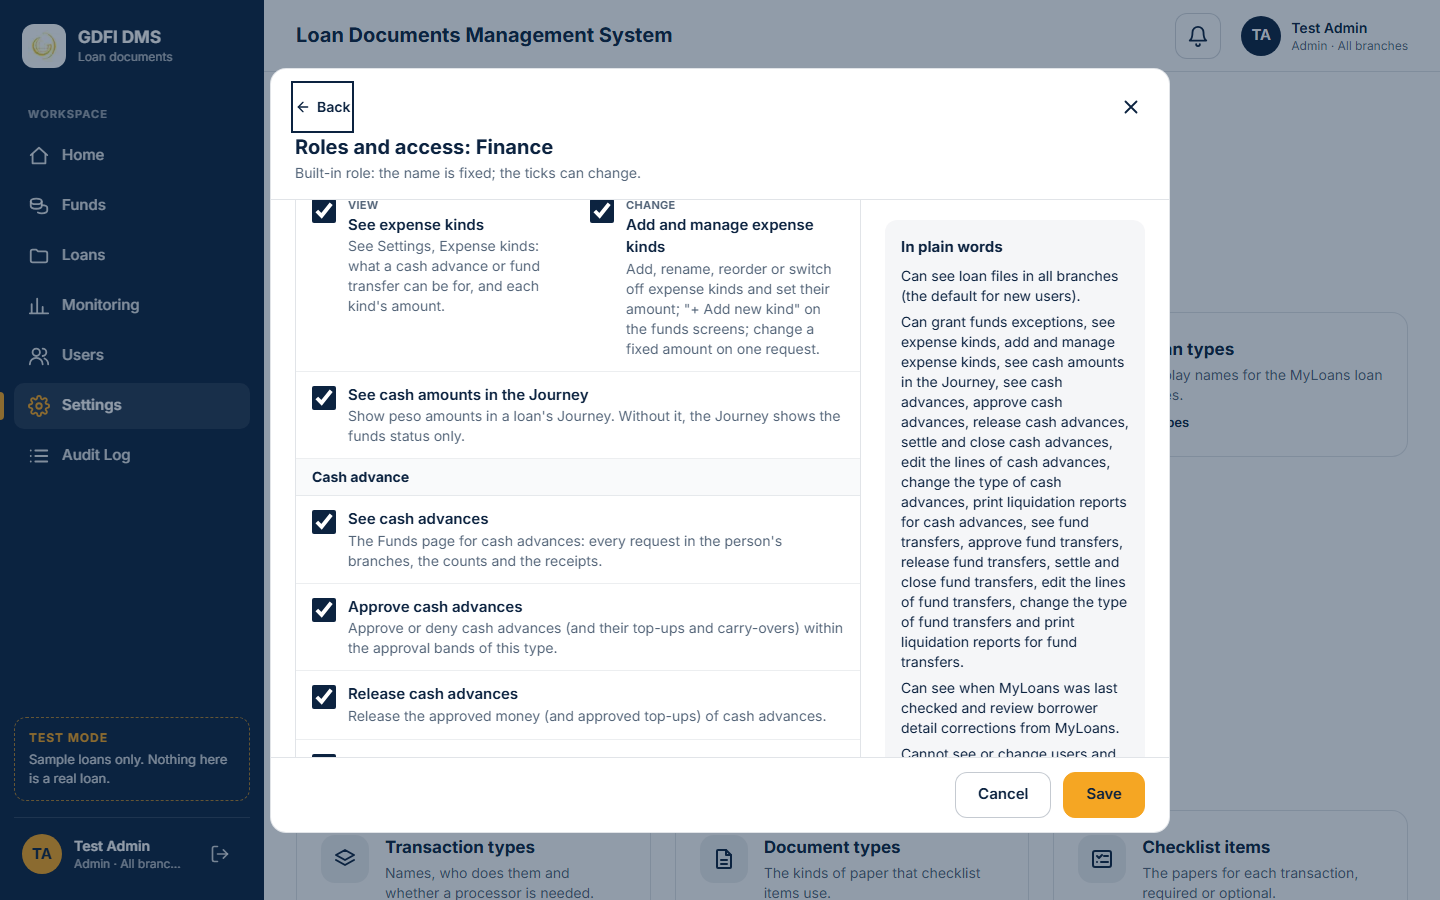 GDFI DMS
Loan documents
WORKSPACE
Home
Funds
Loans
Monitoring
Users
Settings
Audit Log
TEST MODE
Sample loans only. Nothing here
is a real loan.
TA
Test Admin
Admin · All branc...
Loan Documents Management System
TA
Test Admin
Admin · All branches
← Back
Roles and access: Finance
Built-in role: the name is fixed; the ticks can change.
VIEW
See expense kinds
See Settings, Expense kinds:
what a cash advance or fund
transfer can be for, and each
kind's amount.
CHANGE
Add and manage expense
kinds
Add, rename, reorder or switch
off expense kinds and set their
amount; "+ Add new kind" on
the funds screens; change a
fixed amount on one request.
See cash amounts in the Journey
Show peso amounts in a loan's Journey. Without it, the Journey shows the
funds status only.
Cash advance
See cash advances
The Funds page for cash advances: every request in the person's
branches, the counts and the receipts.
Approve cash advances
Approve or deny cash advances (and their top-ups and carry-overs) within
the approval bands of this type.
Release cash advances
Release the approved money (and approved top-ups) of cash advances.
In plain words
Can see loan files in all branches
(the default for new users).
Can grant funds exceptions, see
expense kinds, add and manage
expense kinds, see cash amounts
in the Journey, see cash
advances, approve cash
advances, release cash advances,
settle and close cash advances,
edit the lines of cash advances,
change the type of cash
advances, print liquidation reports
for cash advances, see fund
transfers, approve fund transfers,
release fund transfers, settle and
close fund transfers, edit the lines
of fund transfers, change the type
of fund transfers and print
liquidation reports for fund
transfers.
Can see when MyLoans was last
checked and review borrower
detail corrections from MyLoans.
Cannot see or change users and
Cancel
Save
an types
play names for the MyLoans loan
es.
pes
Transaction types
Names, who does them and
whether a processor is needed.
Document types
The kinds of paper that checklist
items use.
Checklist items
The papers for each transaction,
required or optional.